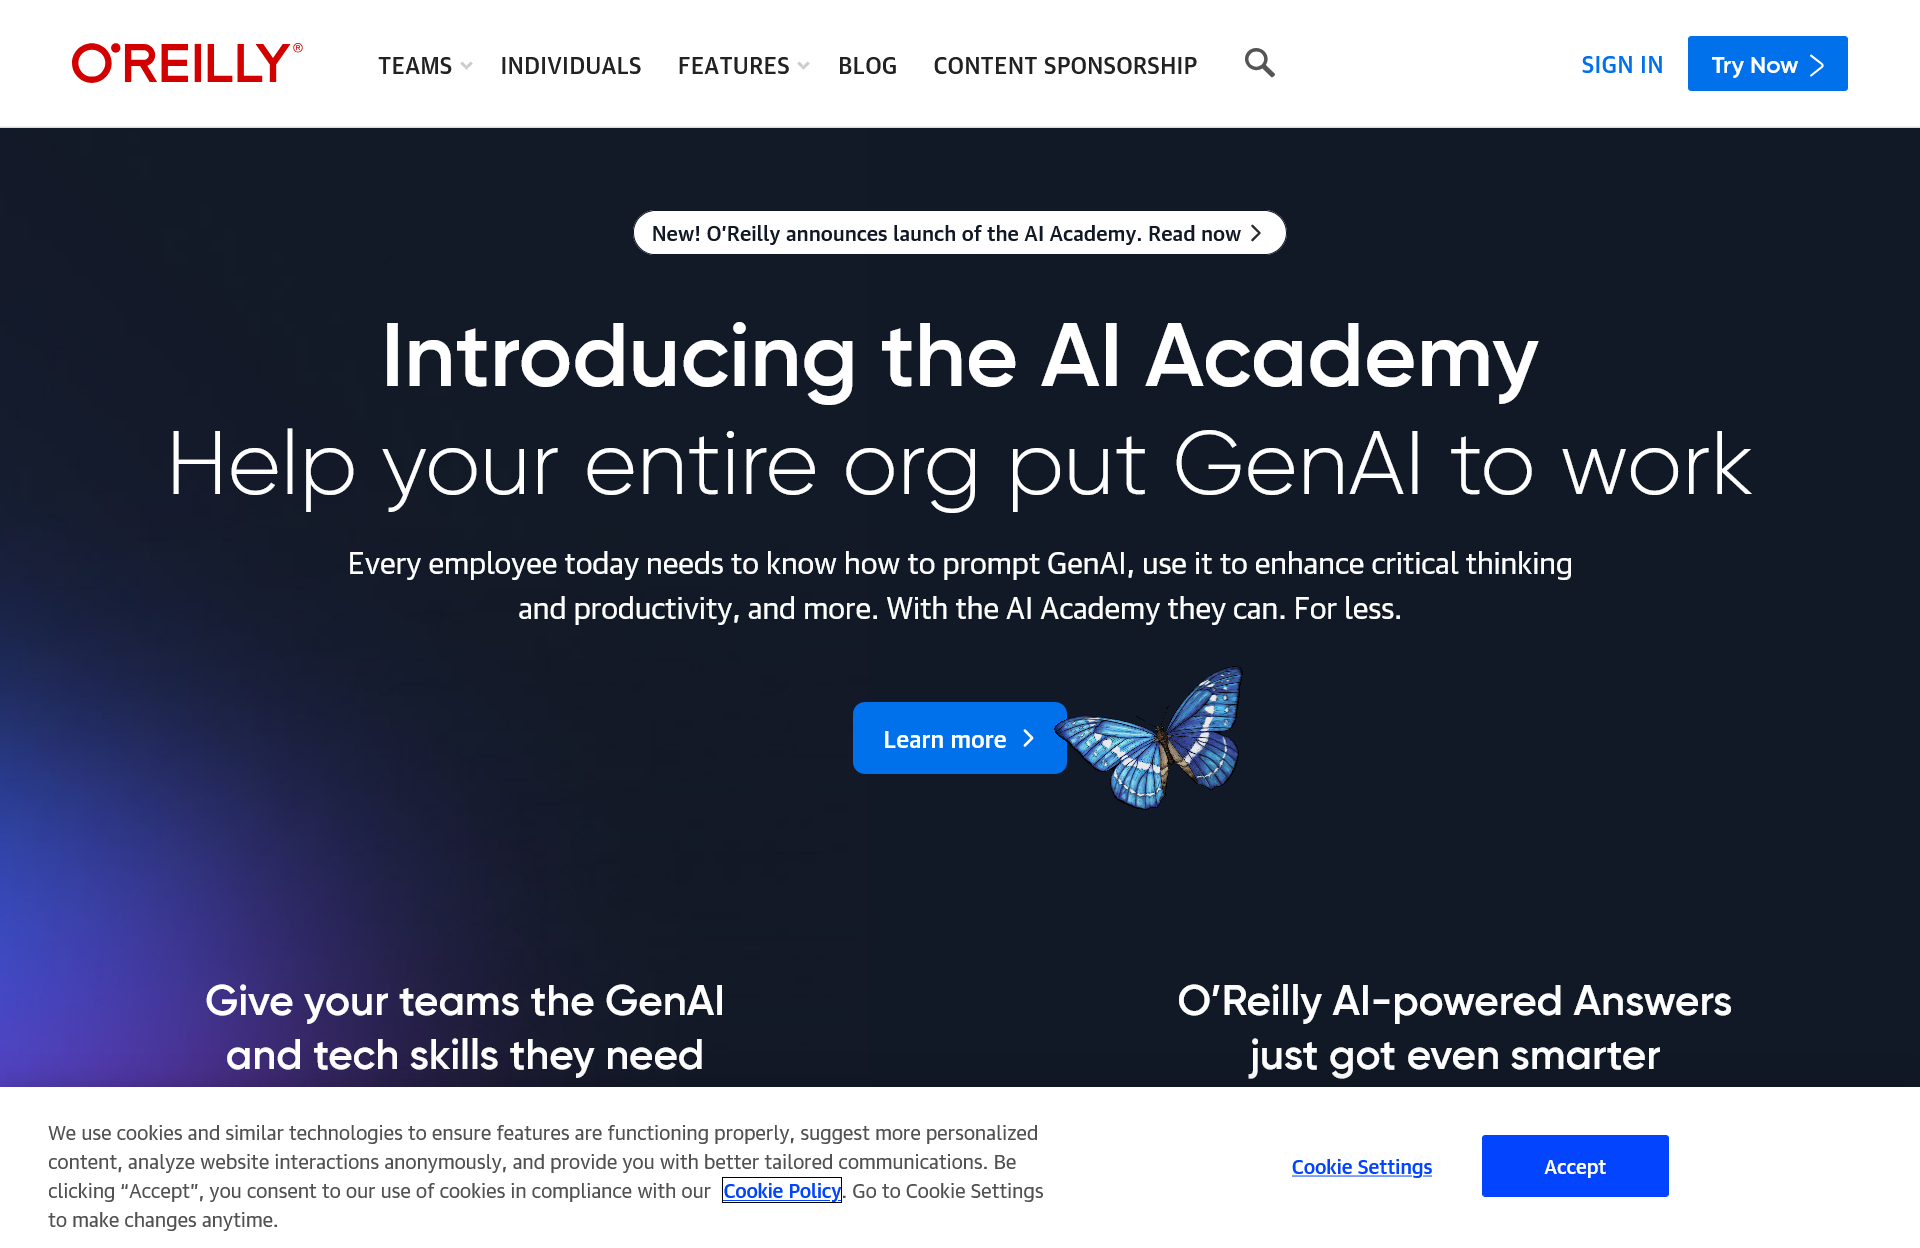 O'REILLY®
TEAMS
INDIVIDUALS
FEATURES
BLOG
CONTENT SPONSORSHIP
SIGN IN
Try Now
New! O’Reilly announces launch of the AI Academy. Read now
Introducing the AI Academy
Help your entire org put GenAI to work
Every employee today needs to know how to prompt GenAI, use it to enhance critical thinking
and productivity, and more. With the AI Academy they can. For less.
Learn more
Give your teams the GenAI
and tech skills they need
O’Reilly AI-powered Answers
just got even smarter
We use cookies and similar technologies to ensure features are functioning properly, suggest more personalized
content, analyze website interactions anonymously, and provide you with better tailored communications. Be
clicking “Accept”, you consent to our use of cookies in compliance with our Cookie Policy. Go to Cookie Settings
to make changes anytime.
Cookie Settings
Accept